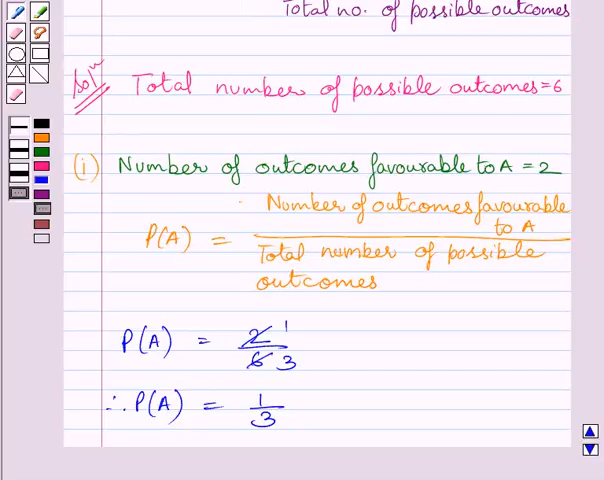 Total no. of possible outcomes
Solⁿ Total number of possible outcomes=6
(i) Number of outcomes favourable to A = 2
P(A) = Number of outcomes favourable
to A
Total number of possible
outcomes
P(A) = 2 1
6 3
∴ P(A) = 1
3